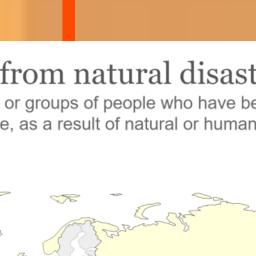 from natural disast
or groups of people who have be
e, as a result of natural or human